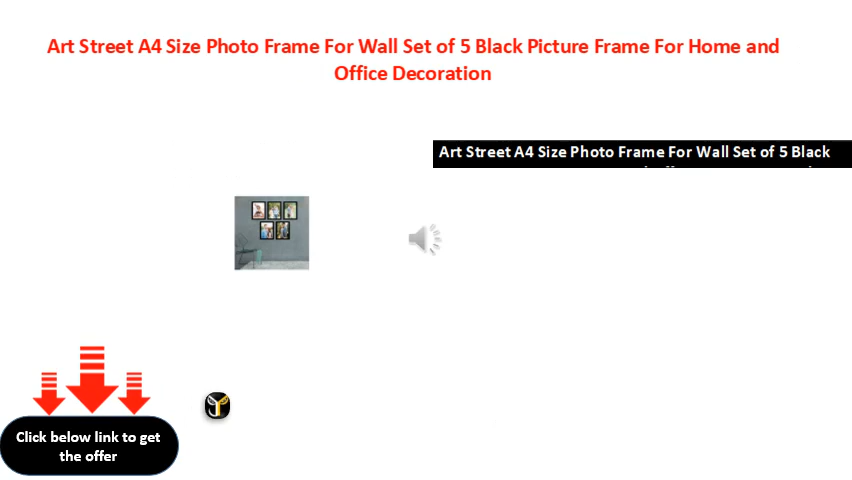 Art Street A4 Size Photo Frame For Wall Set of 5 Black Picture Frame For Home and
Office Decoration
Art Street A4 Size Photo Frame For Wall Set of 5 Black
Click below link to get
the offer